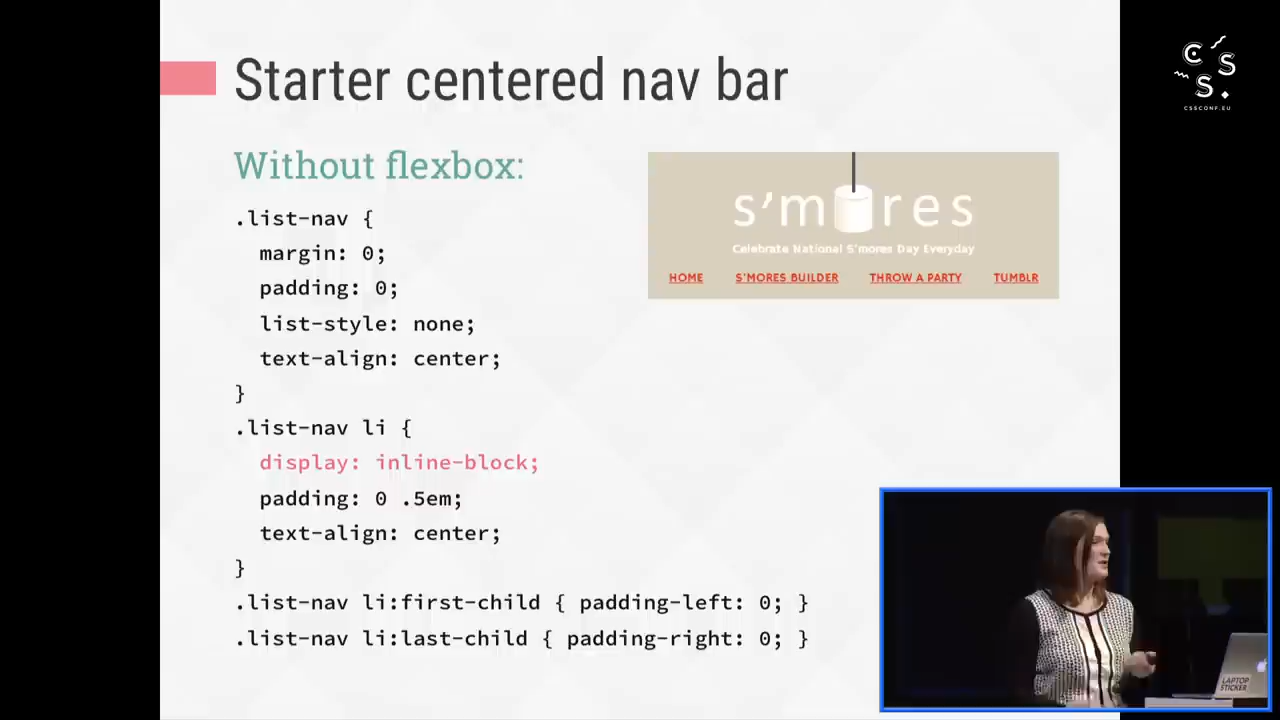 Starter centered nav bar
Without flexbox:
.list-nav {
margin: 0;
padding: 0;
list-style: none;
text-align: center;
}
.list-nav li {
display: inline-block;
padding: 0 .5em;
text-align: center;
}
.list-nav li:first-child { padding-left: 0; }
.list-nav li:last-child { padding-right: 0; }
s’mores
Celebrate National S'mores Day Everyday
HOME S'MORES BUILDER THROW A PARTY TUMBLR
CSS.
CSSCONF.EU
LAPTOP
STICKER